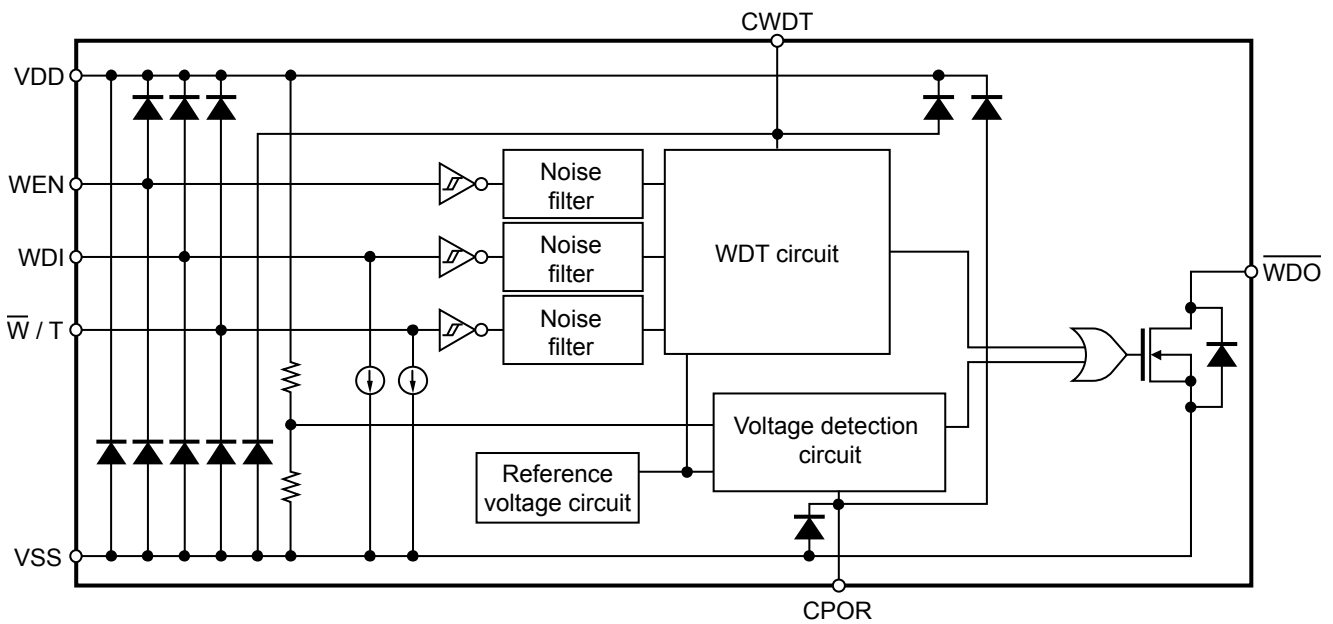 CWDT
VDD
WEN
Noise
filter
WDI
Noise
filter
WDT circuit
W̅ / T
Noise
filter
W̅D̅O̅
Voltage detection
circuit
Reference
voltage circuit
VSS
CPOR